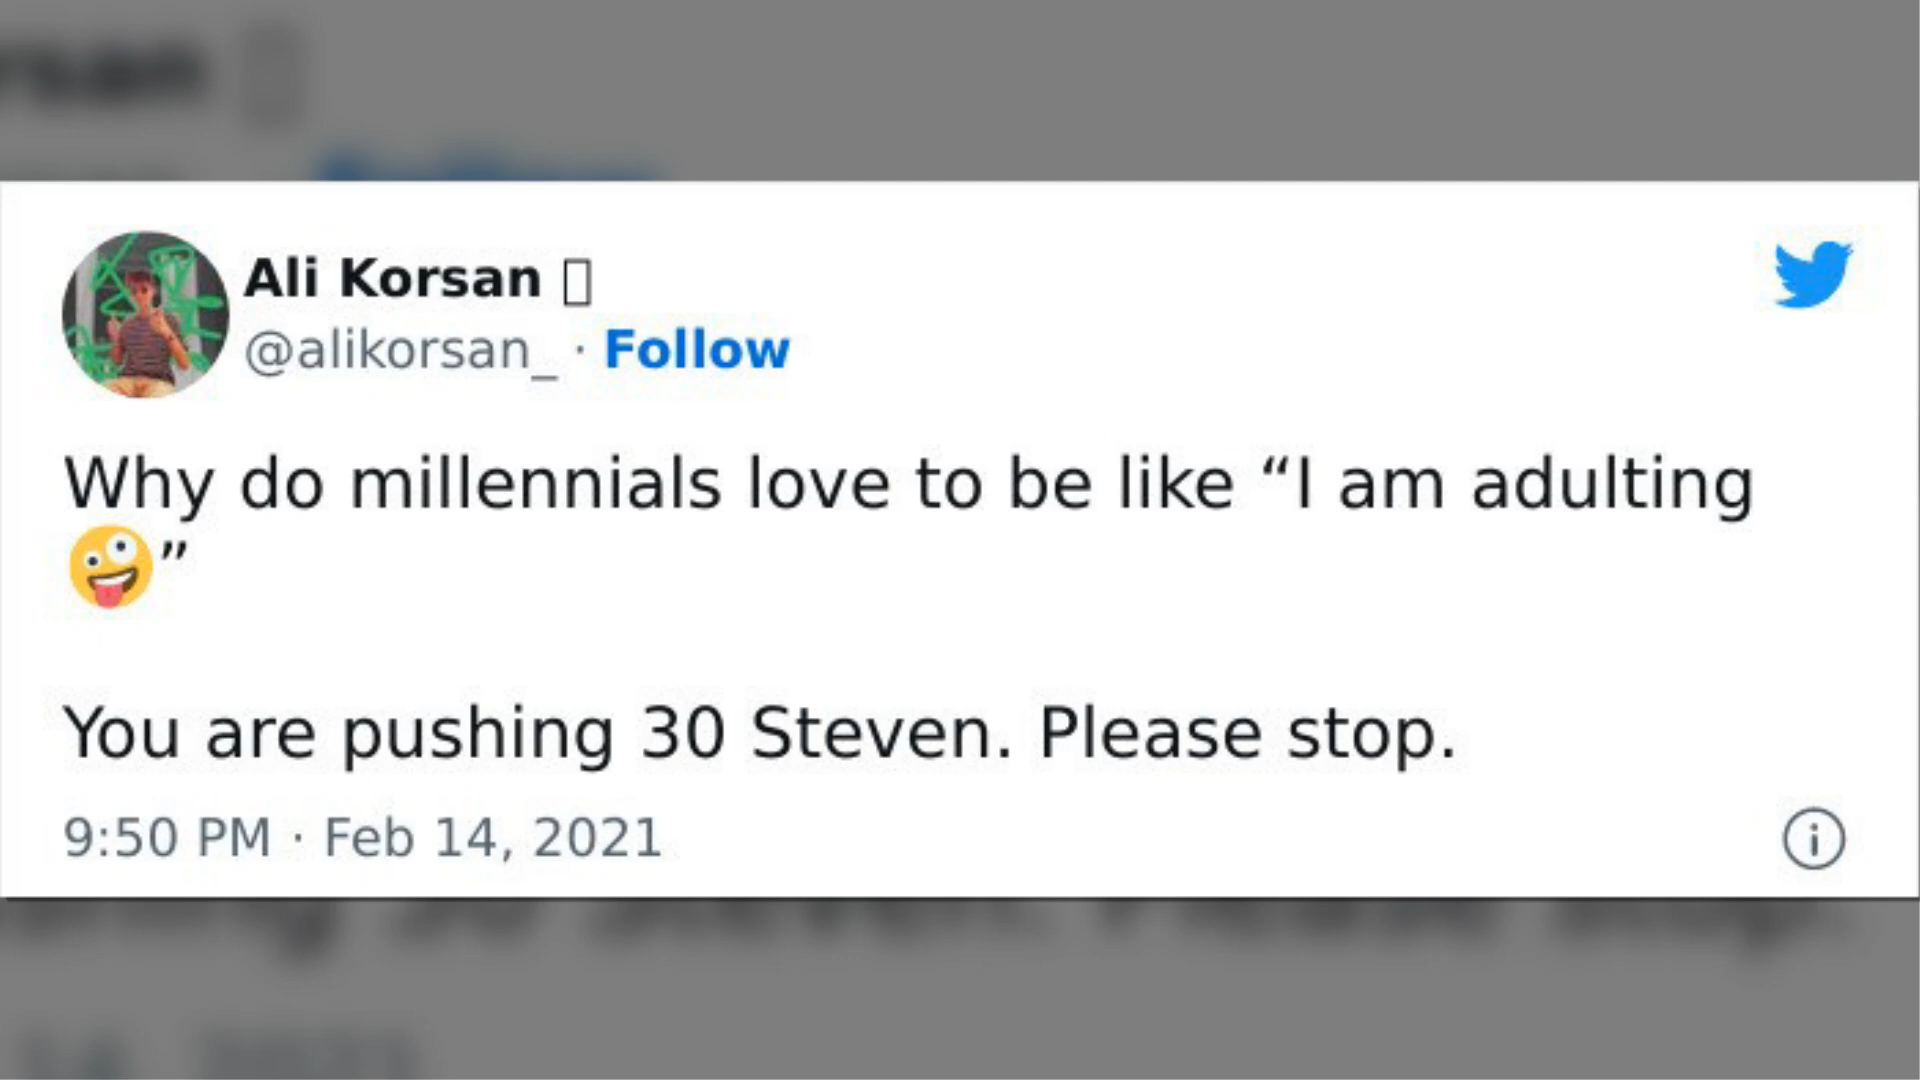 Ali Korsan
@alikorsan_ · Follow
Why do millennials love to be like “I am adulting
🤪”
You are pushing 30 Steven. Please stop.
9:50 PM · Feb 14, 2021